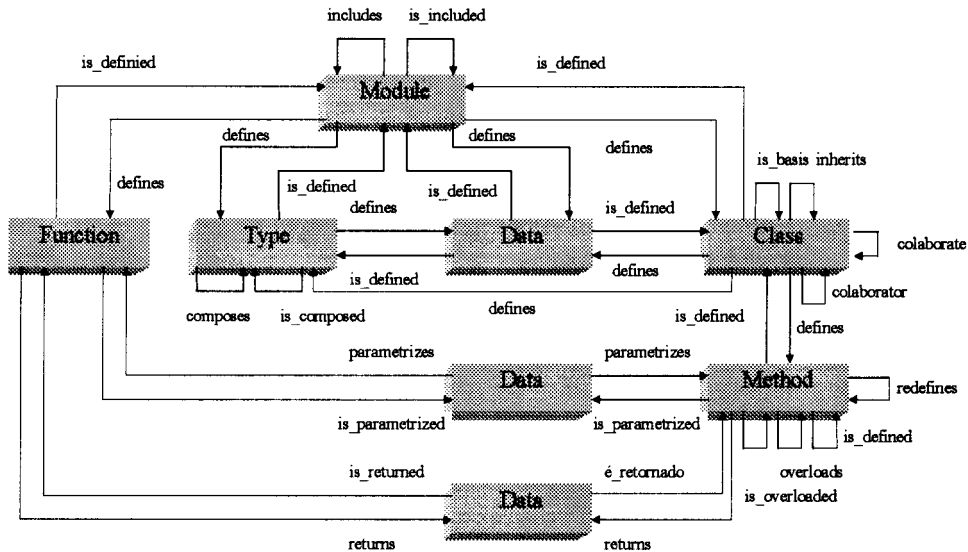 includes is_included
is_definied is_defined
Module
defines defines
defines
is_basis inherits
defines is_defined is_defined
defines is_defined
Function Type Data Class
colaborate
is_defined defines
colaborator
composes is_composed defines is_defined
defines
parametrizes parametrizes
Data Method
redefines
is_parametrized is_parametrized
is_defined
is_returned é_retornado overloads
is_overloaded
Data
returns returns